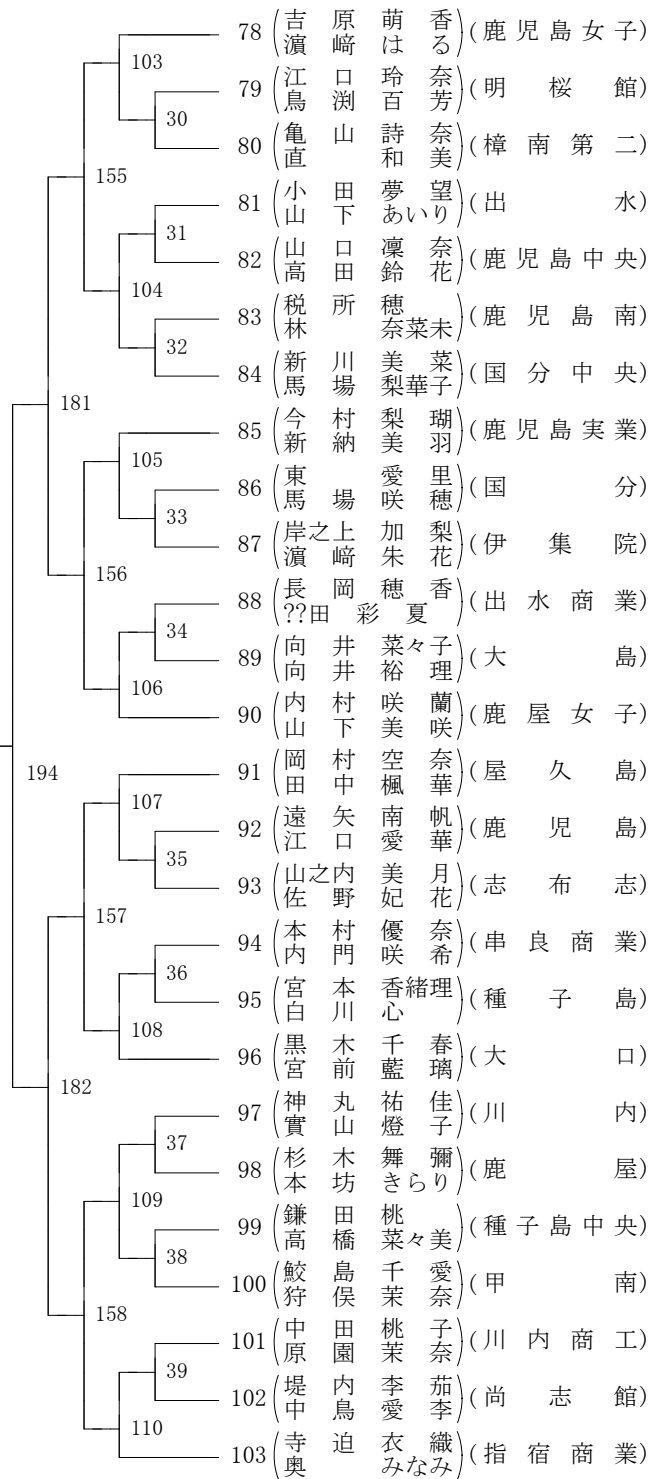 78 吉原萌香 濵﨑はる (鹿児島女子)
103
79 江口玲奈 鳥渕百芳 (明桜館)
30
80 亀山詩奈 直和美 (樟南第二)
155
81 小田夢望 山下あいり (出水)
31
82 山口凜奈 高田鈴花 (鹿児島中央)
104
83 税所穂 林奈菜未 (鹿児島南)
32
84 新川美菜 馬場梨華子 (国分中央)
181
85 今村梨瑚 新納美羽 (鹿児島実業)
105
86 東愛里 馬場咲穂 (国分)
33
87 岸之上加梨 濵﨑朱花 (伊集院)
156
88 長岡穂香 ??田彩夏 (出水商業)
34
89 向井菜々子 向井裕理 (大島)
106
90 内村咲蘭 山下美咲 (鹿屋女子)
194
91 岡村空奈 田中楓華 (屋久島)
107
92 遠矢南帆 江口愛華 (鹿児島)
35
93 山之内美月 佐野妃花 (志布志)
157
94 本村優奈 内門咲希 (串良商業)
36
95 宮本香緒理 白川心 (種子島)
108
96 黒木千春 宮前藍璃 (大口)
182
97 神丸祐佳 實山燈子 (川内)
37
98 杉木舞彌 本坊きらり (鹿屋)
109
99 鎌田桃 高橋菜々美 (種子島中央)
38
100 鮫島千愛 狩俣茉奈 (甲南)
158
101 中田桃子 原園茉奈 (川内商工)
39
102 堤内李茄 中鳥愛李 (尚志館)
110
103 寺迫衣織 奥みなみ (指宿商業)